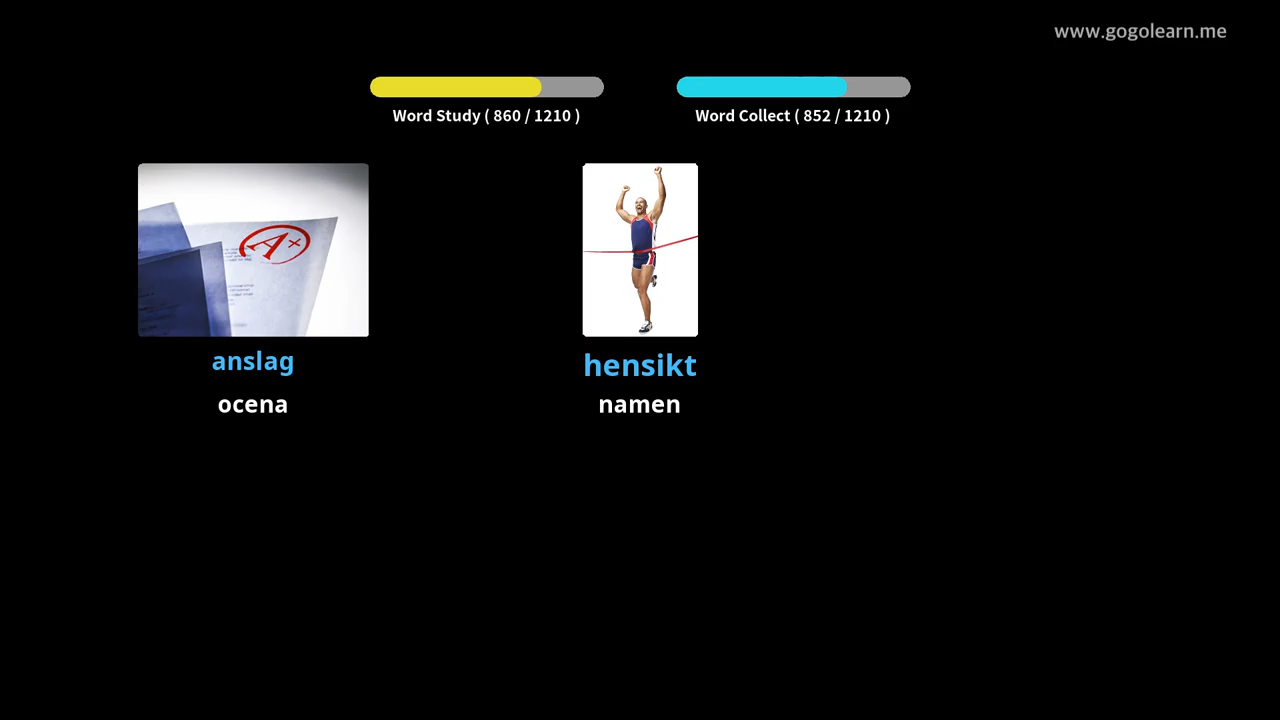 www.gogolearn.me
Word Study ( 860 / 1210 )
Word Collect ( 852 / 1210 )
A+
anslag
hensikt
ocena
namen